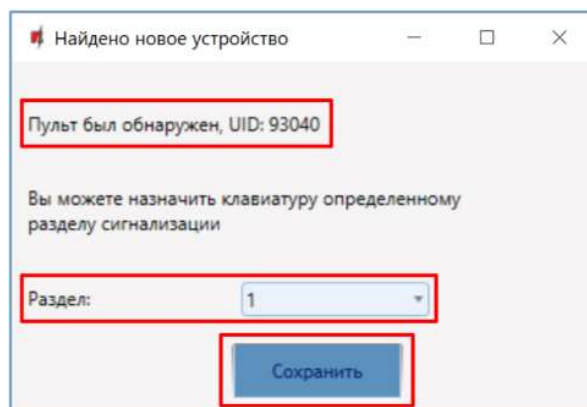 Найдено новое устройство
Пульт был обнаружен, UID: 93040
Вы можете назначить клавиатуру определенному
разделу сигнализации
Раздел: 1
Сохранить